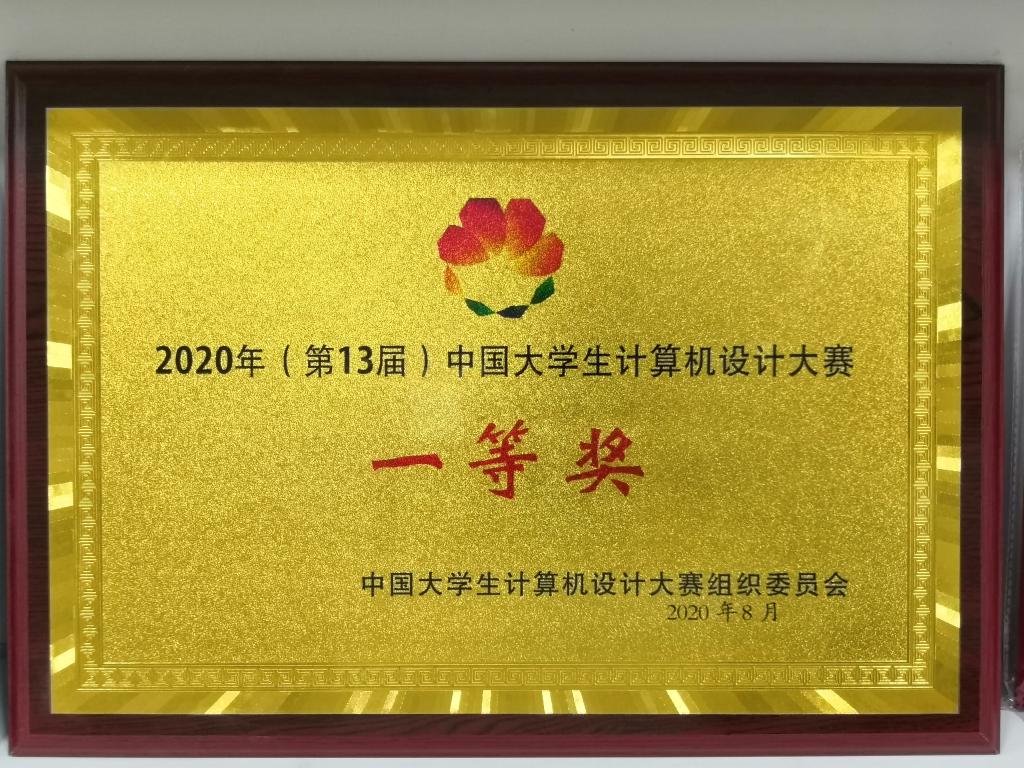 2020年（第13届）中国大学生计算机设计大赛
一等奖
中国大学生计算机设计大赛组织委员会
2020 年 8 月